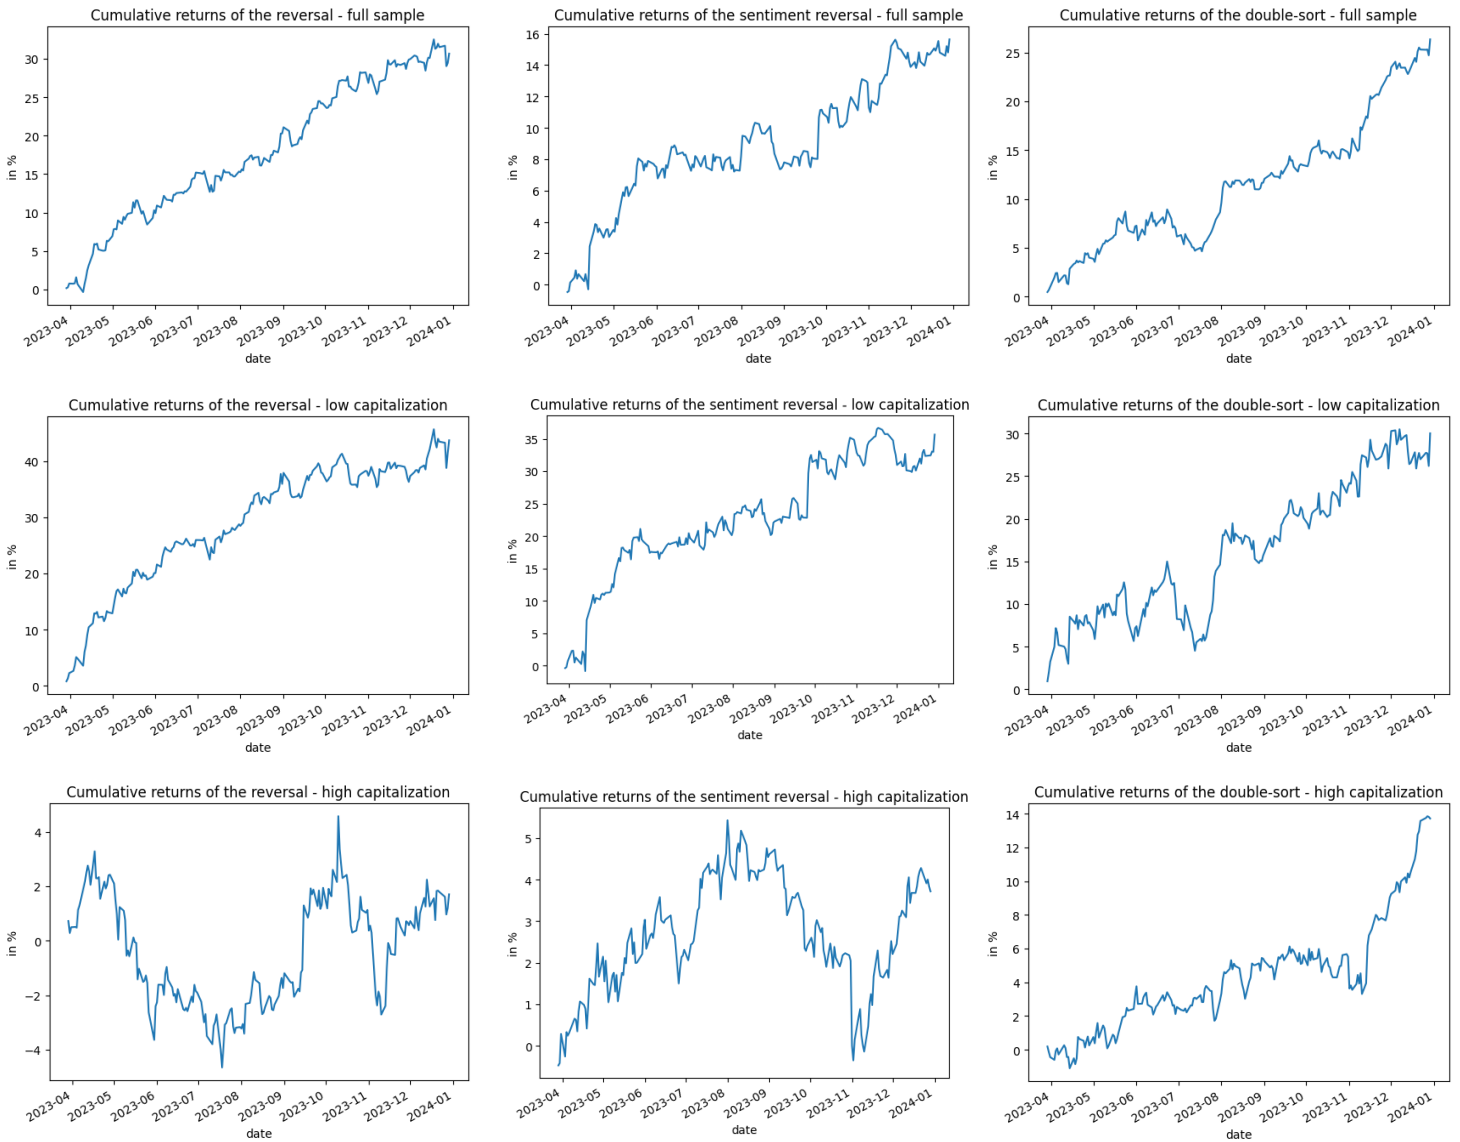 Cumulative returns of the reversal - full sample
in %
30
25
20
15
10
5
0
2023-04 2023-05 2023-06 2023-07 2023-08 2023-09 2023-10 2023-11 2023-12 2024-01
date
Cumulative returns of the sentiment reversal - full sample
in %
16
14
12
10
8
6
4
2
0
2023-04 2023-05 2023-06 2023-07 2023-08 2023-09 2023-10 2023-11 2023-12 2024-01
date
Cumulative returns of the double-sort - full sample
in %
25
20
15
10
5
0
2023-04 2023-05 2023-06 2023-07 2023-08 2023-09 2023-10 2023-11 2023-12 2024-01
date
Cumulative returns of the reversal - low capitalization
in %
40
30
20
10
0
2023-04 2023-05 2023-06 2023-07 2023-08 2023-09 2023-10 2023-11 2023-12 2024-01
date
Cumulative returns of the sentiment reversal - low capitalization
in %
35
30
25
20
15
10
5
0
2023-04 2023-05 2023-06 2023-07 2023-08 2023-09 2023-10 2023-11 2023-12 2024-01
date
Cumulative returns of the double-sort - low capitalization
in %
30
25
20
15
10
5
0
2023-04 2023-05 2023-06 2023-07 2023-08 2023-09 2023-10 2023-11 2023-12 2024-01
date
Cumulative returns of the reversal - high capitalization
in %
4
2
0
−2
−4
2023-04 2023-05 2023-06 2023-07 2023-08 2023-09 2023-10 2023-11 2023-12 2024-01
date
Cumulative returns of the sentiment reversal - high capitalization
in %
5
4
3
2
1
0
2023-04 2023-05 2023-06 2023-07 2023-08 2023-09 2023-10 2023-11 2023-12 2024-01
date
Cumulative returns of the double-sort - high capitalization
in %
14
12
10
8
6
4
2
0
2023-04 2023-05 2023-06 2023-07 2023-08 2023-09 2023-10 2023-11 2023-12 2024-01
date